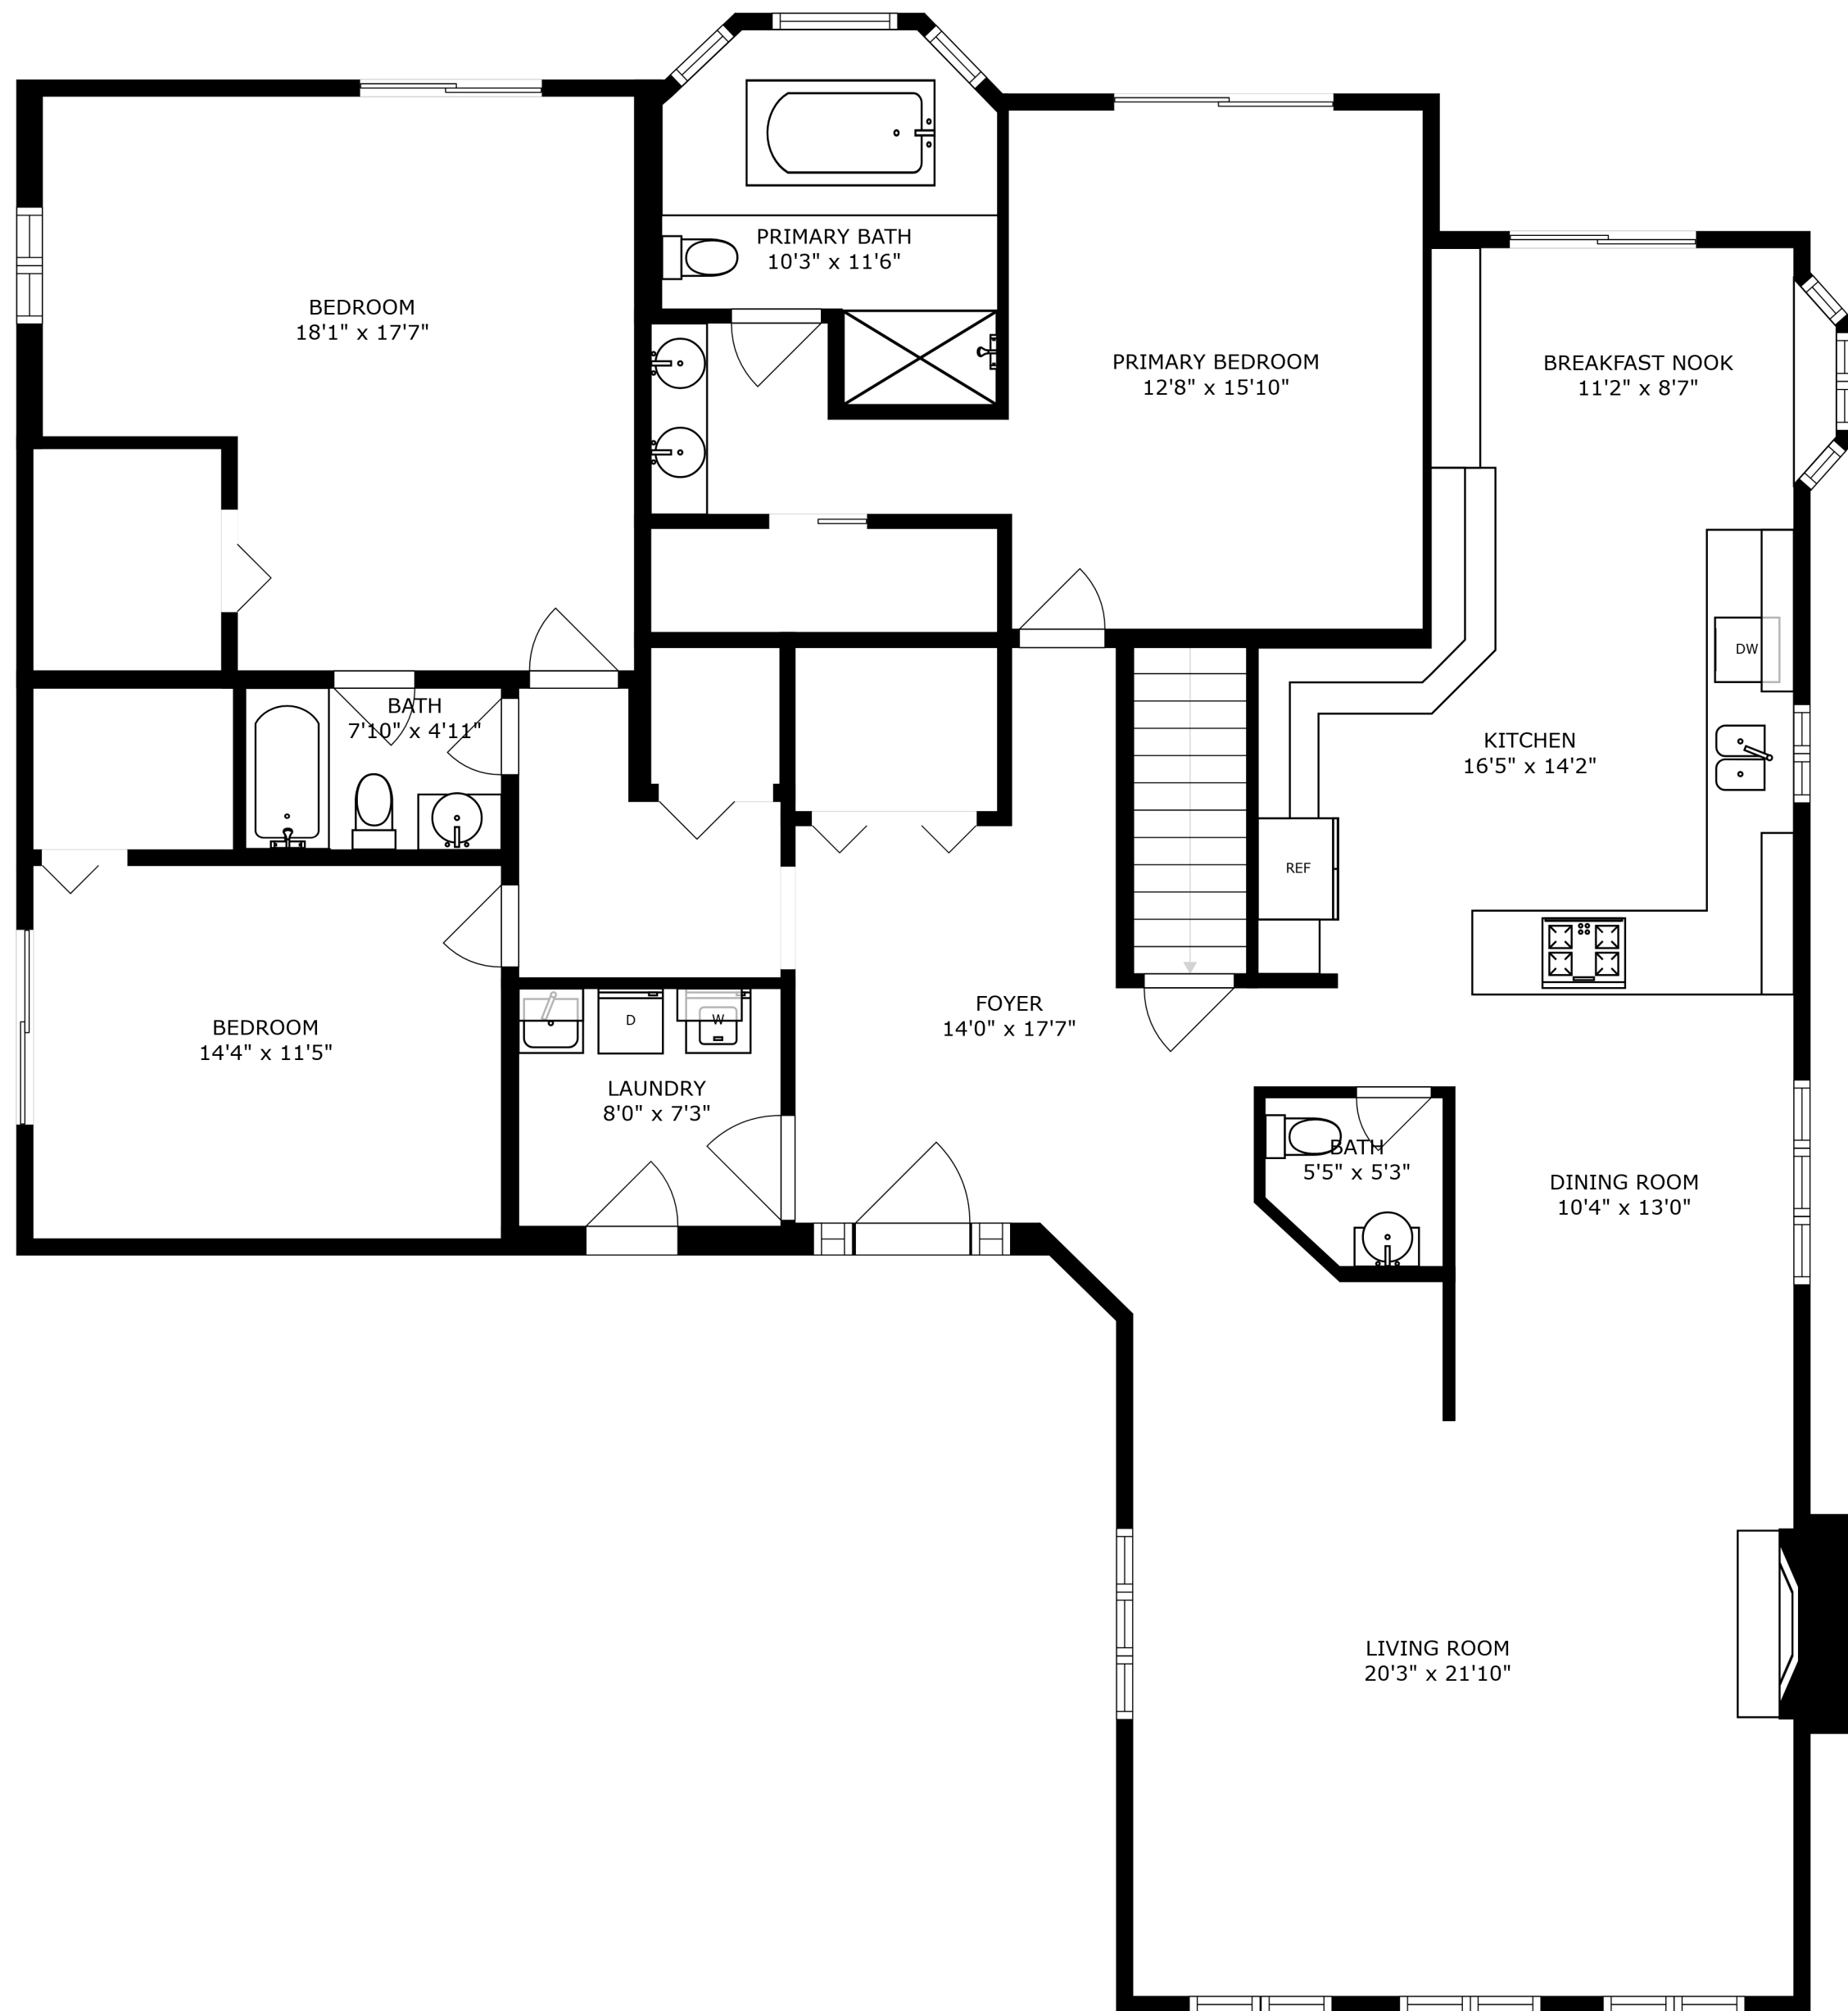 PRIMARY BATH
10'3" x 11'6"
BEDROOM
18'1" x 17'7"
PRIMARY BEDROOM
12'8" x 15'10"
BREAKFAST NOOK
11'2" x 8'7"
DW
BATH
7'10" x 4'11"
KITCHEN
16'5" x 14'2"
REF
FOYER
14'0" x 17'7"
BEDROOM
14'4" x 11'5"
D
W
LAUNDRY
8'0" x 7'3"
BATH
5'5" x 5'3"
DINING ROOM
10'4" x 13'0"
LIVING ROOM
20'3" x 21'10"